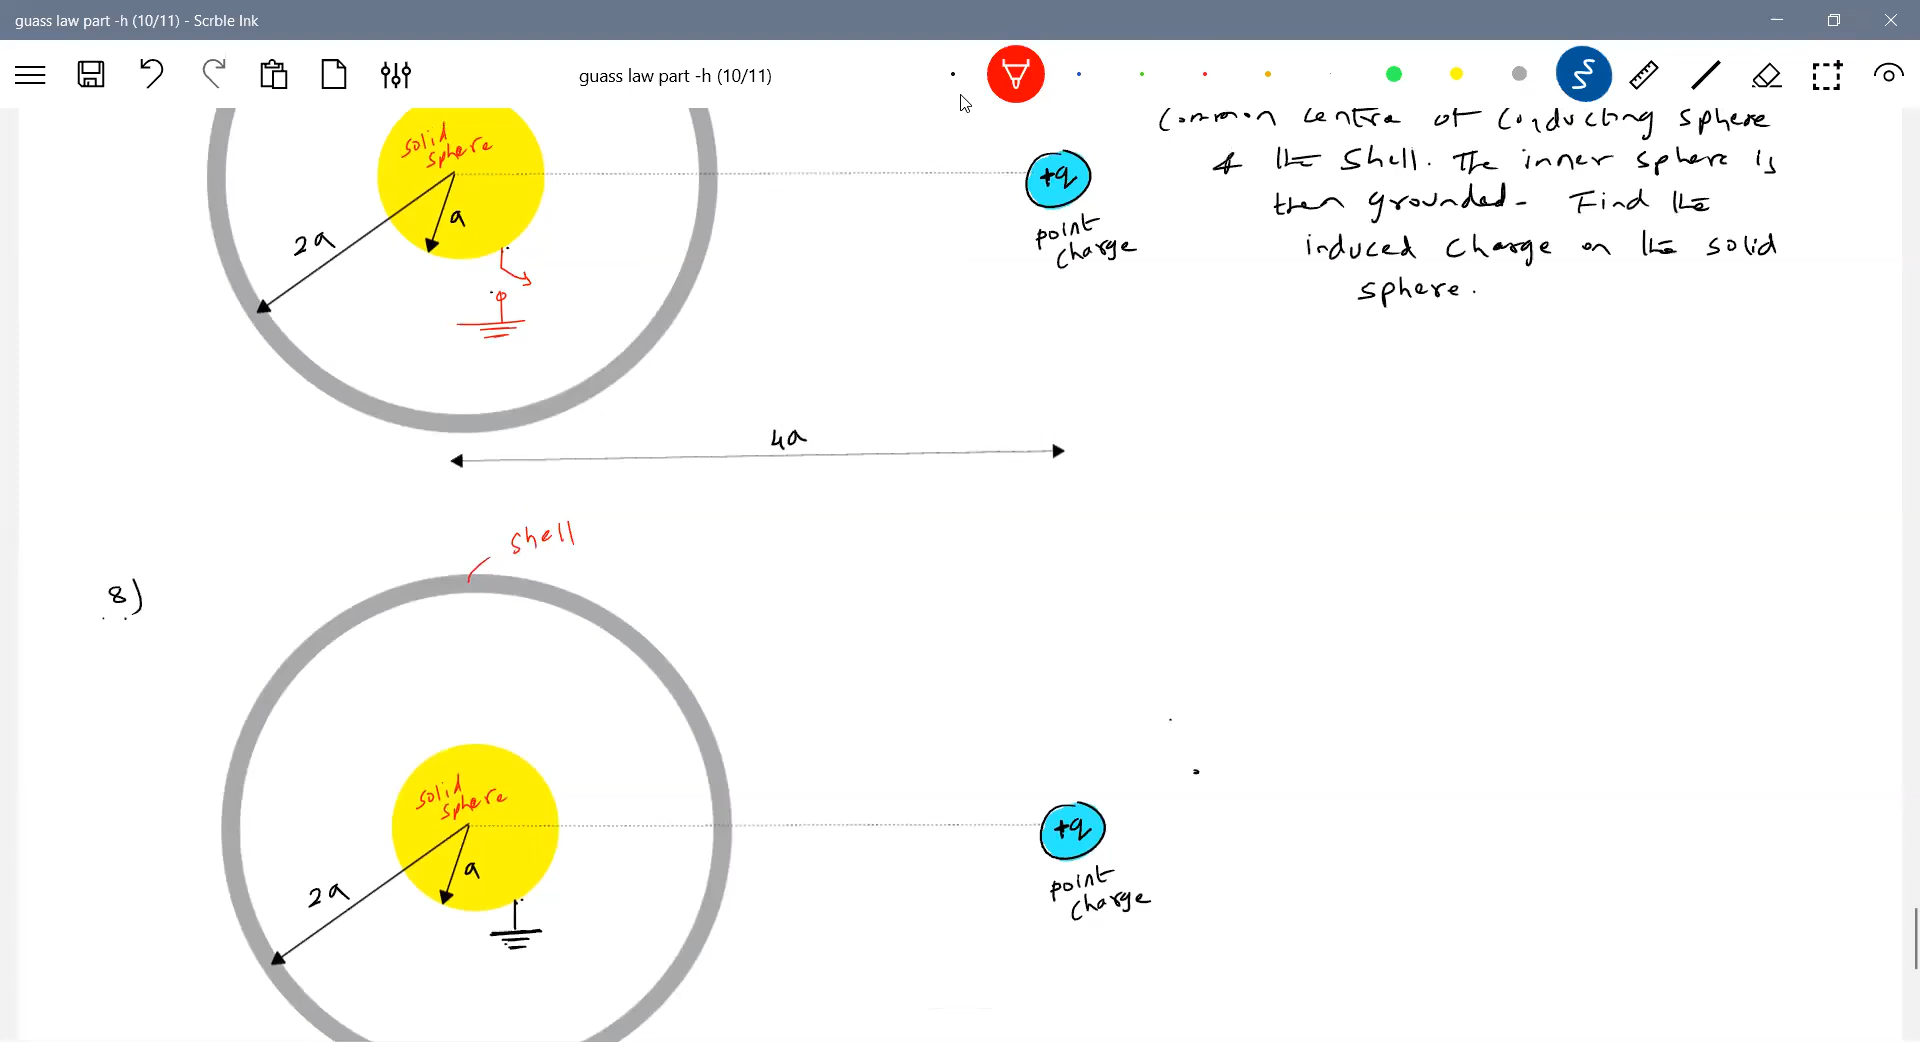 guass law part -h (10/11) - Scrble Ink
guass law part -h (10/11)
common centre of conducting sphere
& the shell. The inner sphere is
then grounded. Find the
induced charge on the solid
sphere.
solid
sphere
a
2a
+q
point
charge
4a
shell
8)
solid
sphere
a
2a
+q
point
charge